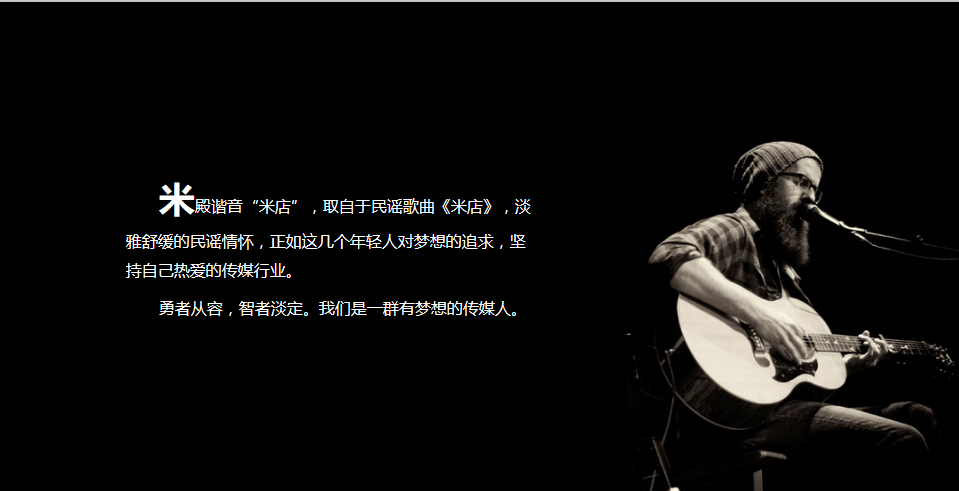 米殿谐音“米店”，取自于民谣歌曲《米店》，淡
雅舒缓的民谣情怀，正如这几个年轻人对梦想的追求，坚
持自己热爱的传媒行业。
勇者从容，智者淡定。我们是一群有梦想的传媒人。